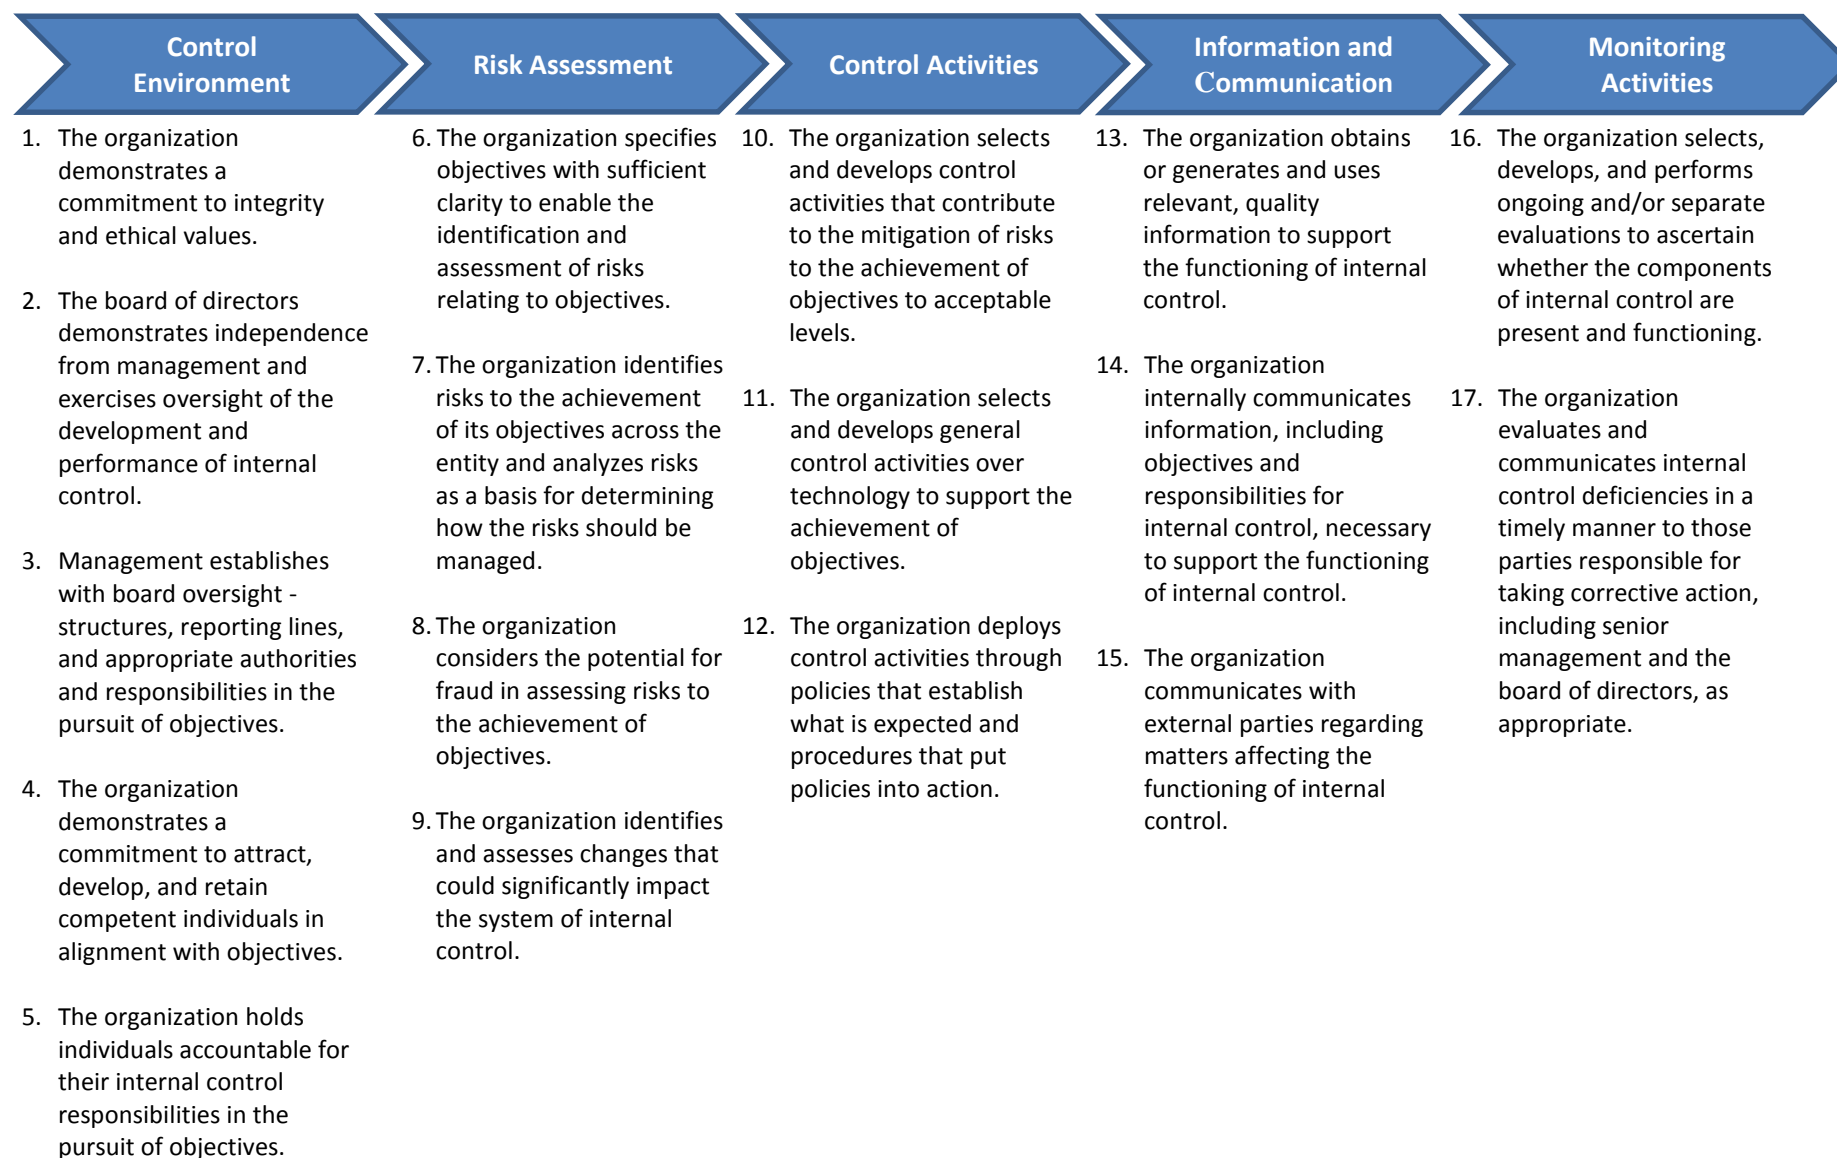 Control
Environment
Risk Assessment
Control Activities
Information and
Communication
Monitoring
Activities
1. The organization
demonstrates a
commitment to integrity
and ethical values.
2. The board of directors
demonstrates independence
from management and
exercises oversight of the
development and
performance of internal
control.
3. Management establishes
with board oversight -
structures, reporting lines,
and appropriate authorities
and responsibilities in the
pursuit of objectives.
4. The organization
demonstrates a
commitment to attract,
develop, and retain
competent individuals in
alignment with objectives.
5. The organization holds
individuals accountable for
their internal control
responsibilities in the
pursuit of objectives.
6. The organization specifies
objectives with sufficient
clarity to enable the
identification and
assessment of risks
relating to objectives.
7. The organization identifies
risks to the achievement
of its objectives across the
entity and analyzes risks
as a basis for determining
how the risks should be
managed.
8. The organization
considers the potential for
fraud in assessing risks to
the achievement of
objectives.
9. The organization identifies
and assesses changes that
could significantly impact
the system of internal
control.
10. The organization selects
and develops control
activities that contribute
to the mitigation of risks
to the achievement of
objectives to acceptable
levels.
11. The organization selects
and develops general
control activities over
technology to support the
achievement of
objectives.
12. The organization deploys
control activities through
policies that establish
what is expected and
procedures that put
policies into action.
13. The organization obtains
or generates and uses
relevant, quality
information to support
the functioning of internal
control.
14. The organization
internally communicates
information, including
objectives and
responsibilities for
internal control, necessary
to support the functioning
of internal control.
15. The organization
communicates with
external parties regarding
matters affecting the
functioning of internal
control.
16. The organization selects,
develops, and performs
ongoing and/or separate
evaluations to ascertain
whether the components
of internal control are
present and functioning.
17. The organization
evaluates and
communicates internal
control deficiencies in a
timely manner to those
parties responsible for
taking corrective action,
including senior
management and the
board of directors, as
appropriate.